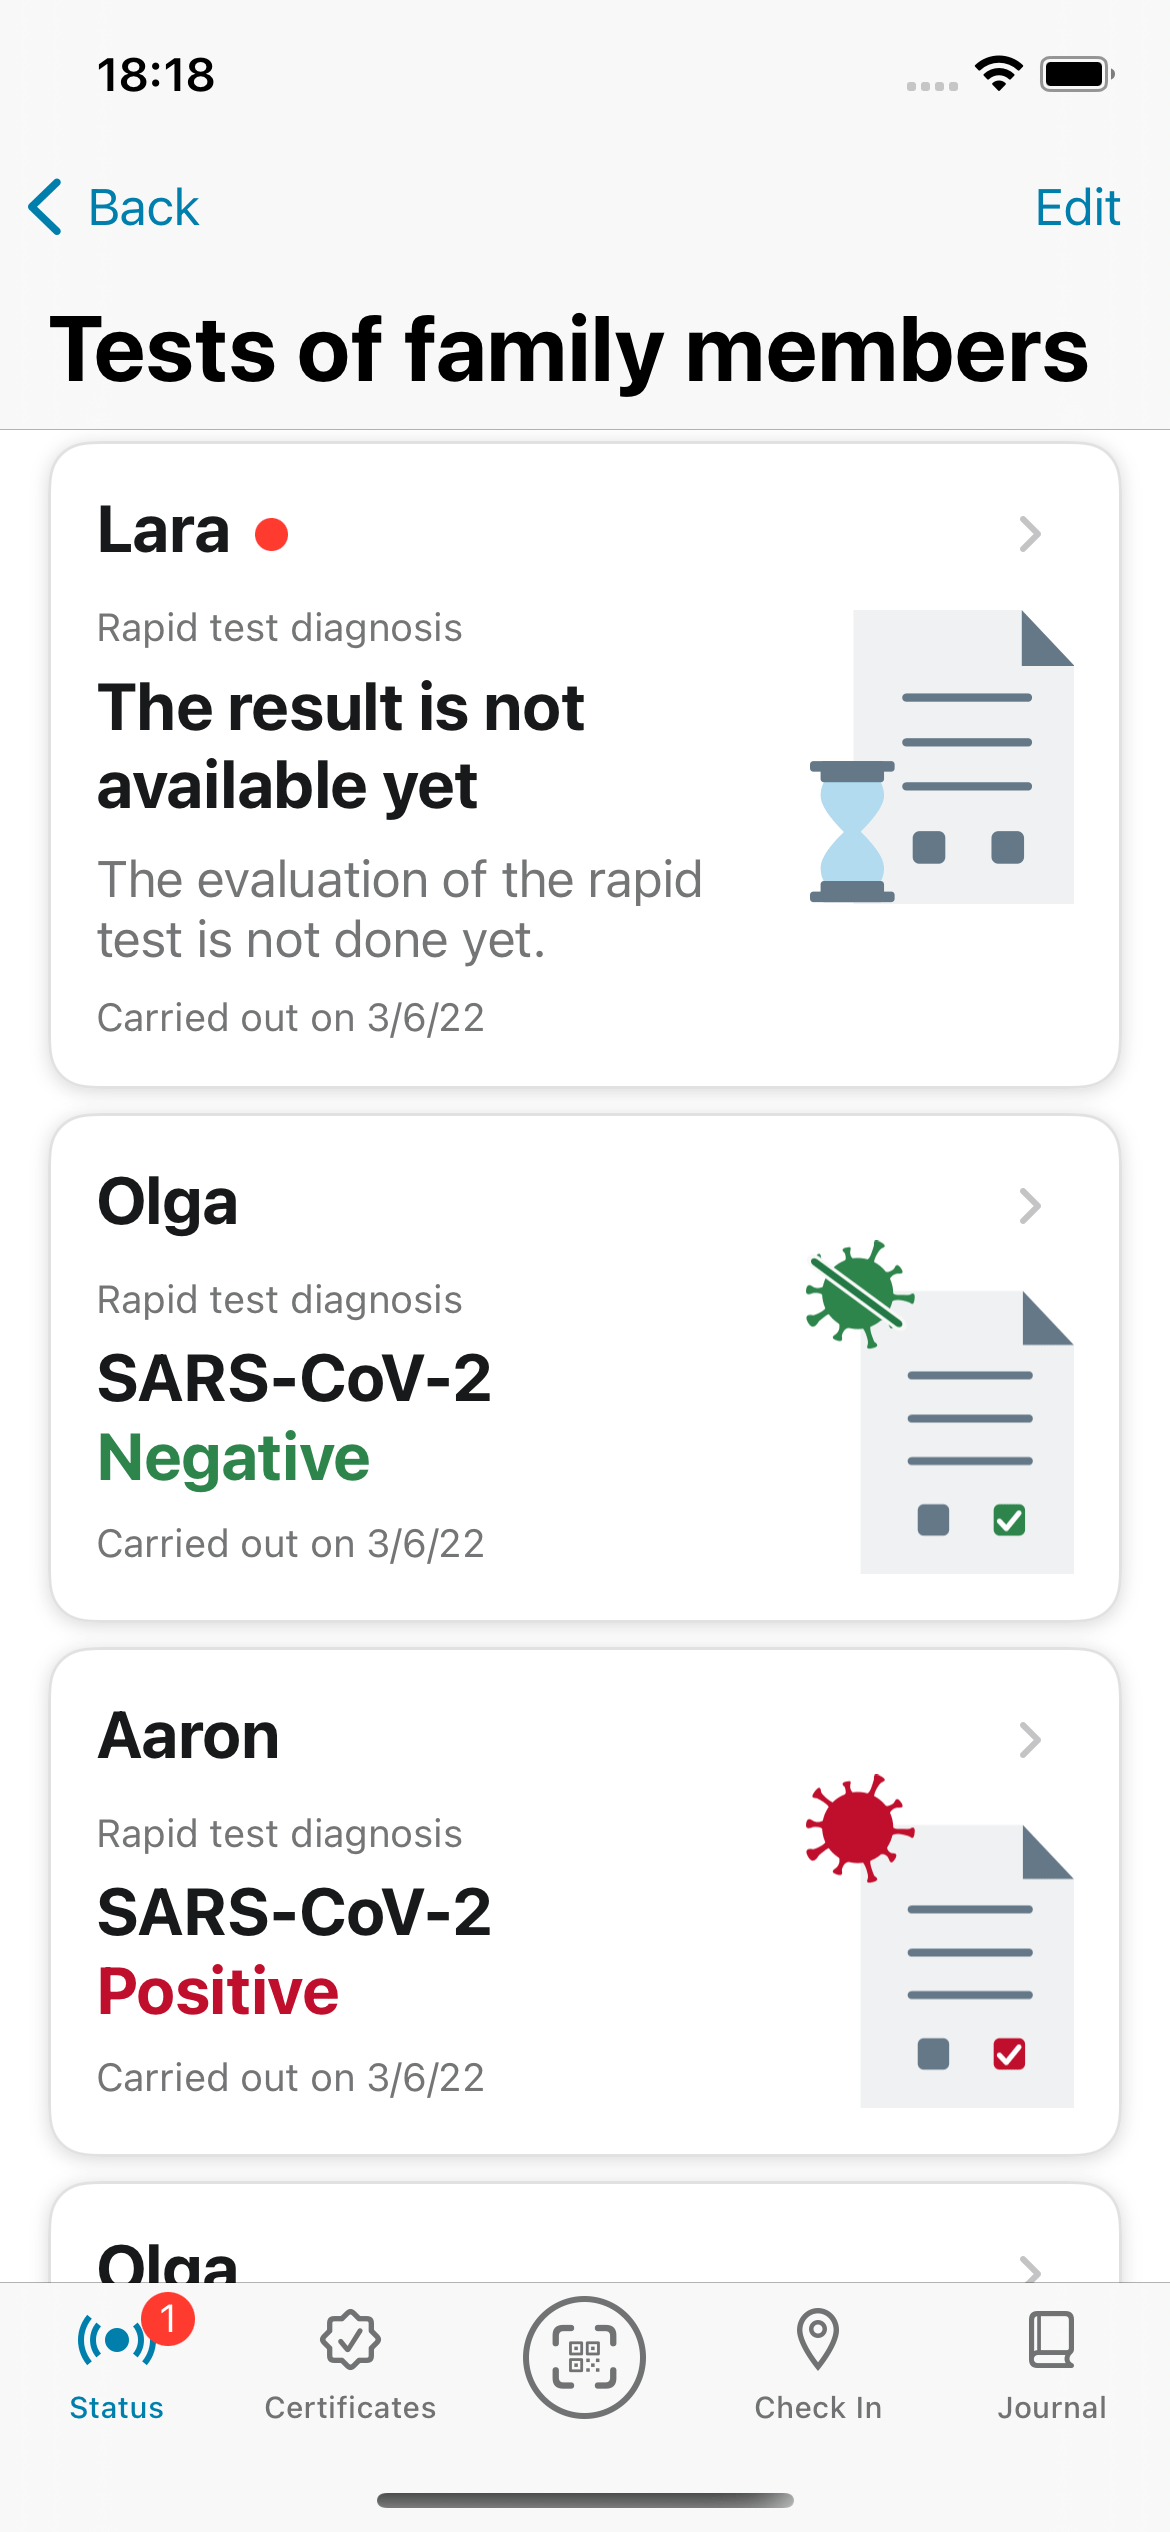 18:18
Back
Edit
Tests of family members
Lara
Rapid test diagnosis
The result is not
available yet
The evaluation of the rapid
test is not done yet.
Carried out on 3/6/22
Olga
Rapid test diagnosis
SARS-CoV-2
Negative
Carried out on 3/6/22
Aaron
Rapid test diagnosis
SARS-CoV-2
Positive
Carried out on 3/6/22
Olga
1
Status
Certificates
Check In
Journal